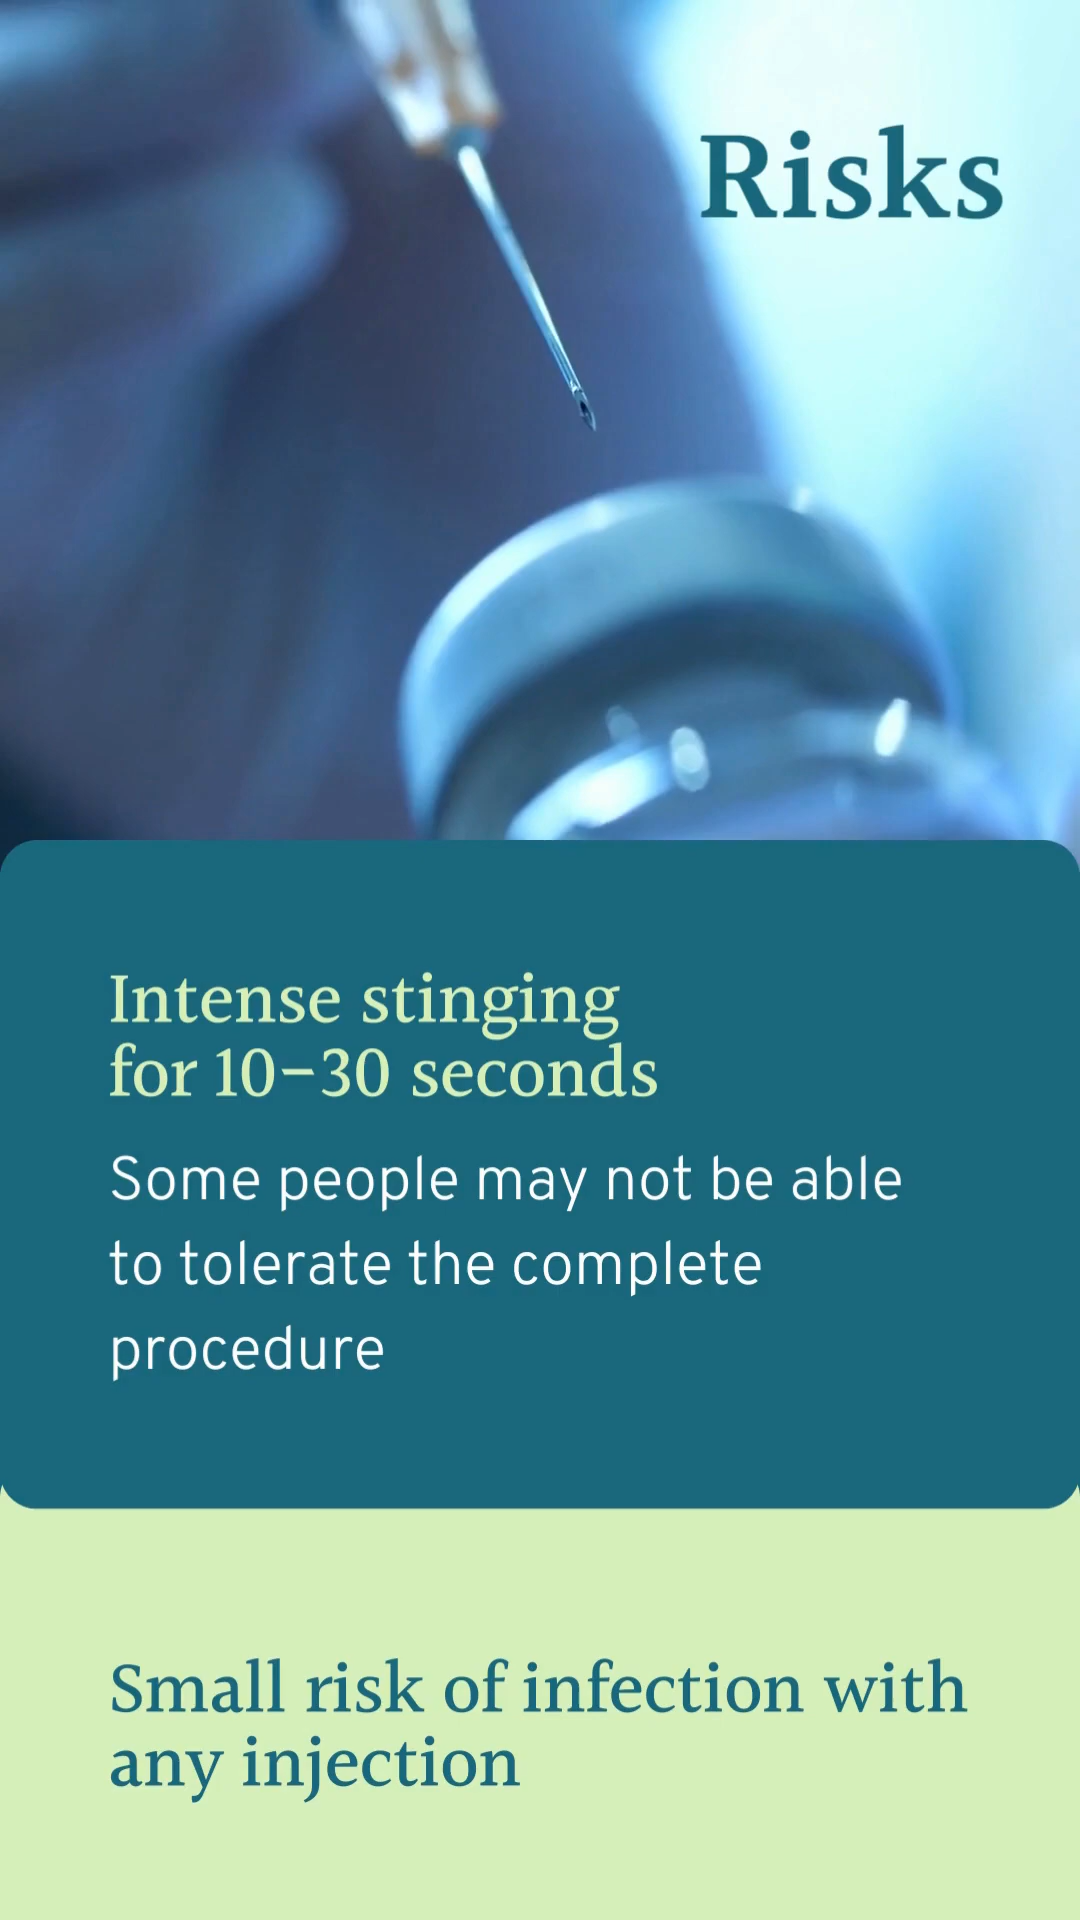 Risks
Intense stinging
for 10–30 seconds
Some people may not be able
to tolerate the complete
procedure
Small risk of infection with
any injection